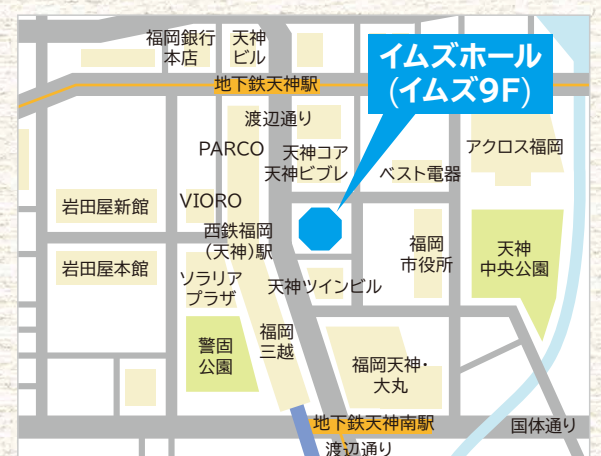 福岡銀行
本店
天神
ビル
イムズホール
(イムズ9F)
地下鉄天神駅
渡辺通り
PARCO
天神コア
天神ビブレ
ベスト電器
アクロス福岡
岩田屋新館
VIORO
西鉄福岡
(天神)駅
福岡
市役所
天神
中央公園
岩田屋本館
ソラリア
プラザ
天神ツインビル
警固
公園
福岡
三越
福岡天神・
大丸
地下鉄天神南駅
国体通り
渡辺通り